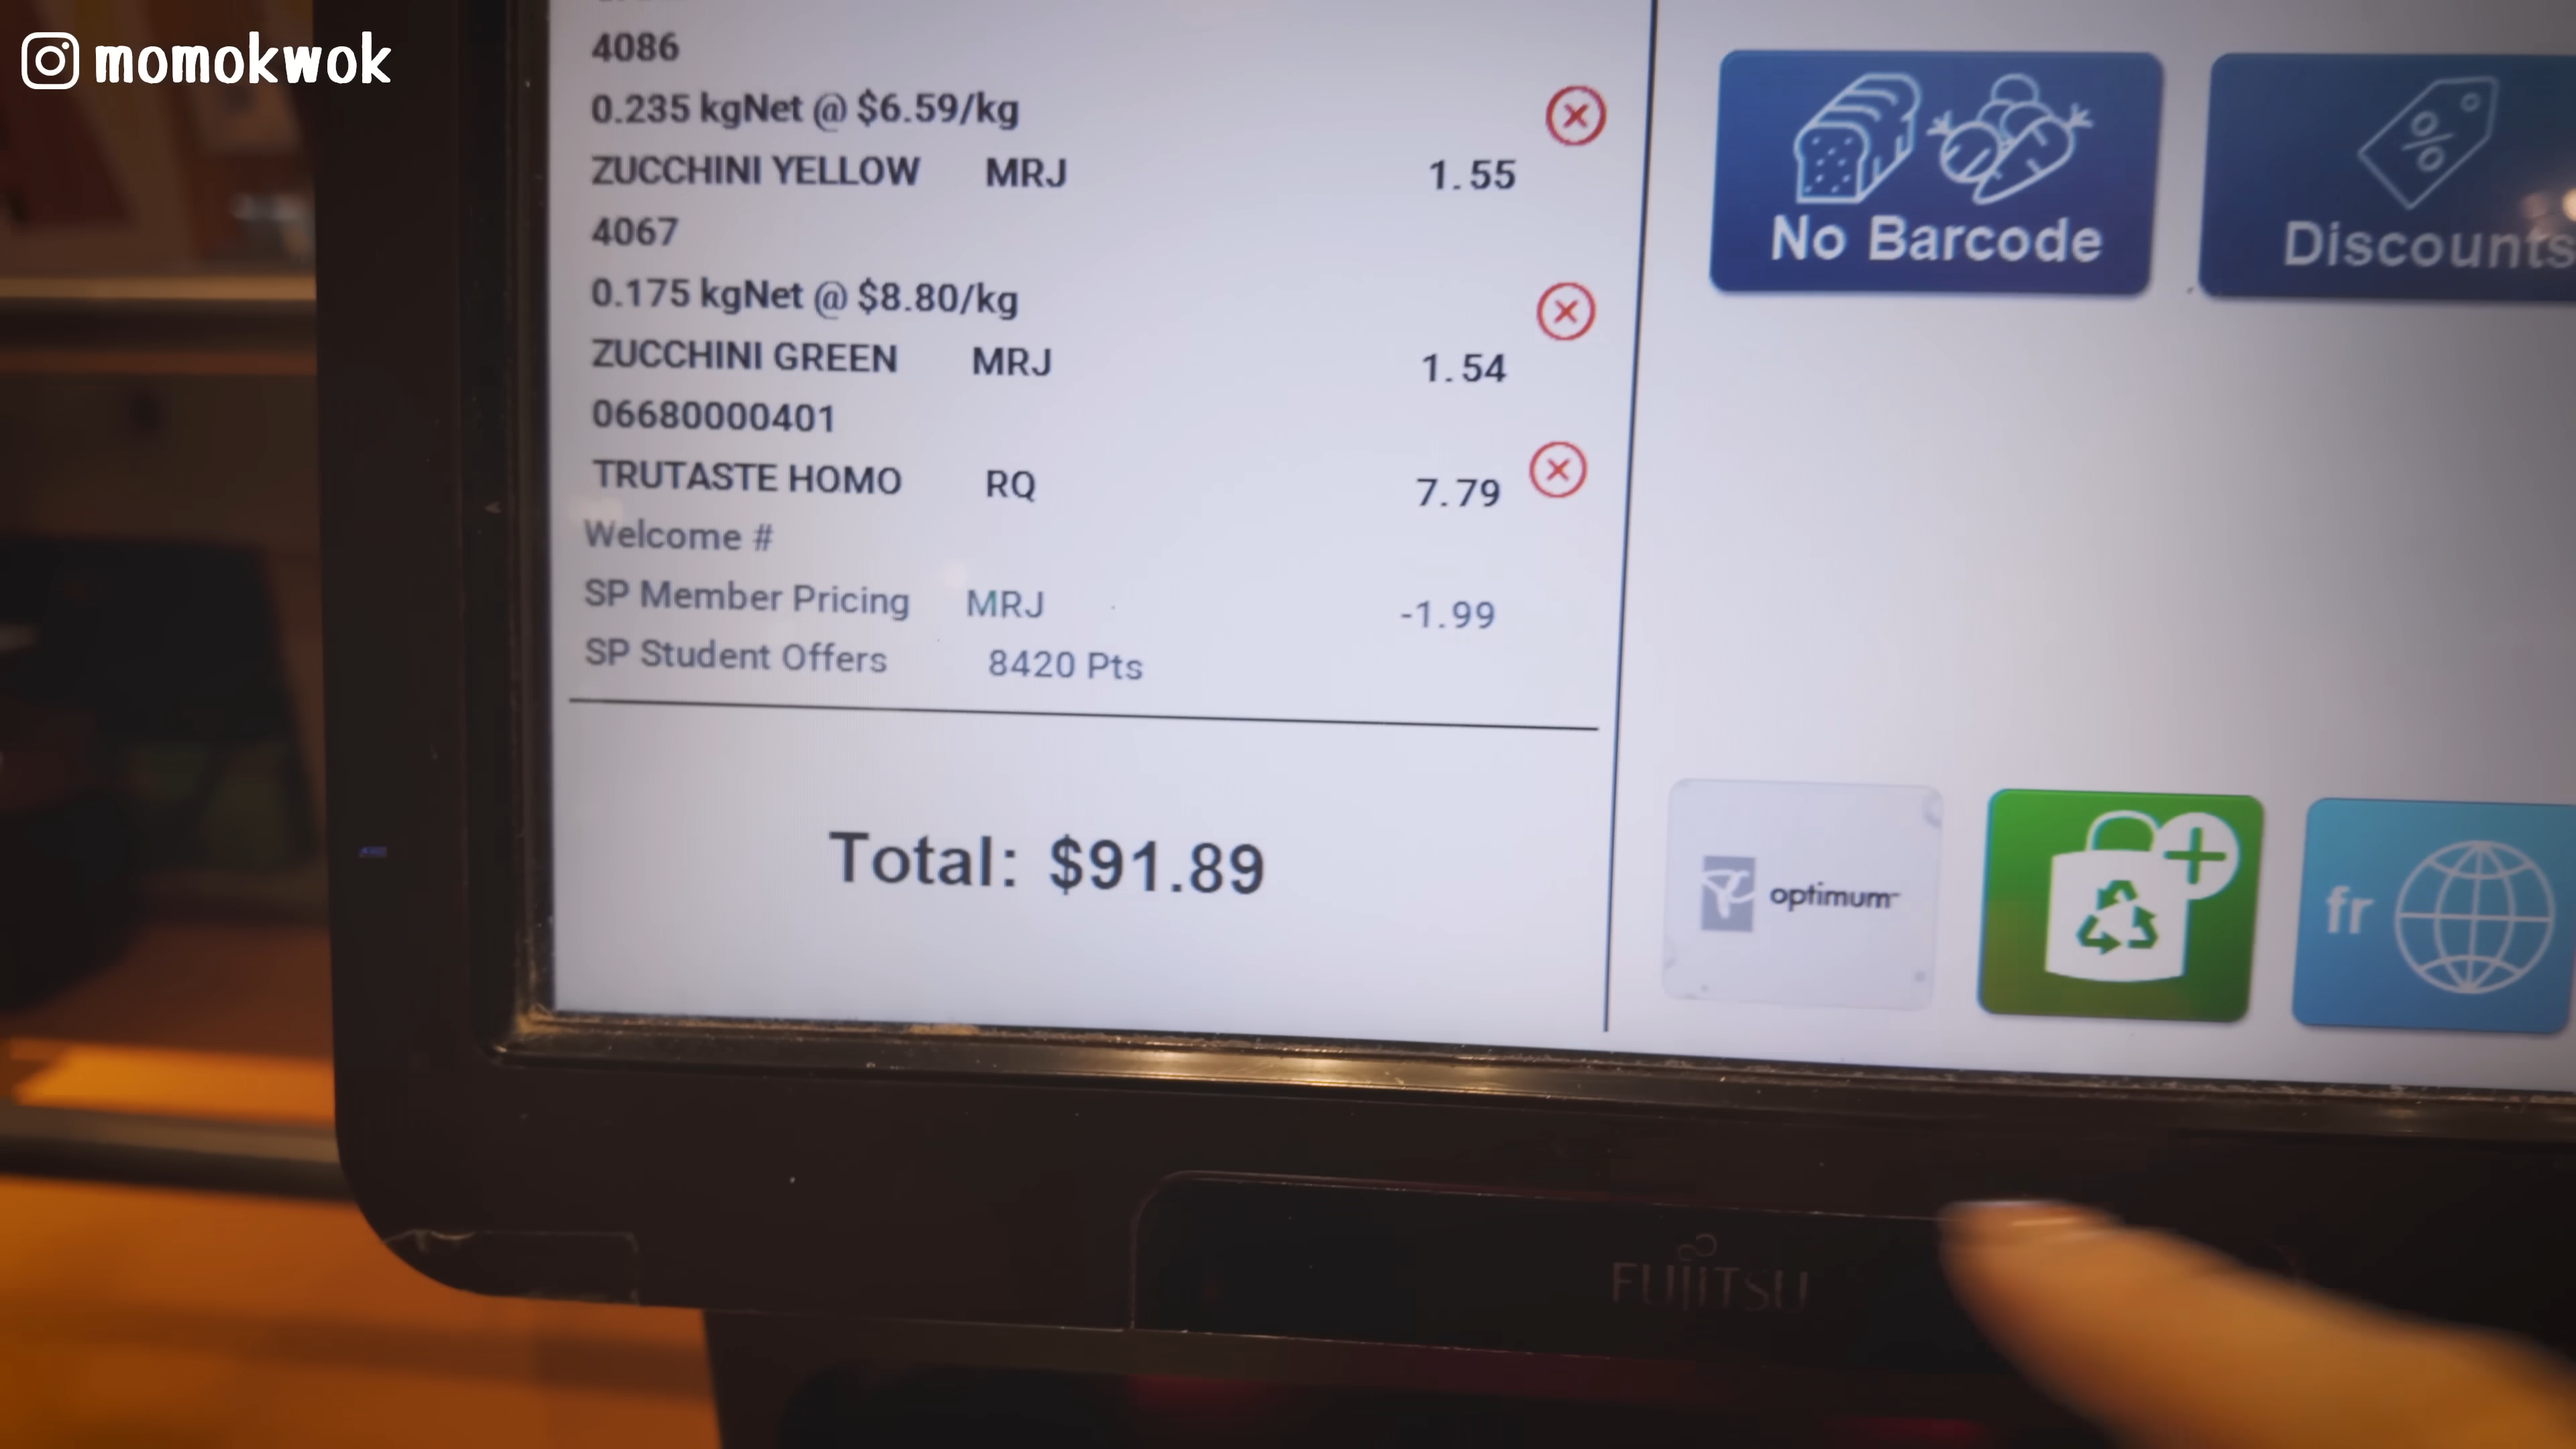 momokwok
4086
0.235 kgNet @ $6.59/kg
ZUCCHINI YELLOW MRJ 1.55
4067
0.175 kgNet @ $8.80/kg
ZUCCHINI GREEN MRJ 1.54
06680000401
TRUTASTE HOMO RQ 7.79
Welcome #
SP Member Pricing MRJ -1.99
SP Student Offers 8420 Pts
Total: $91.89
No Barcode
Discounts
optimum™
fr
FUJITSU